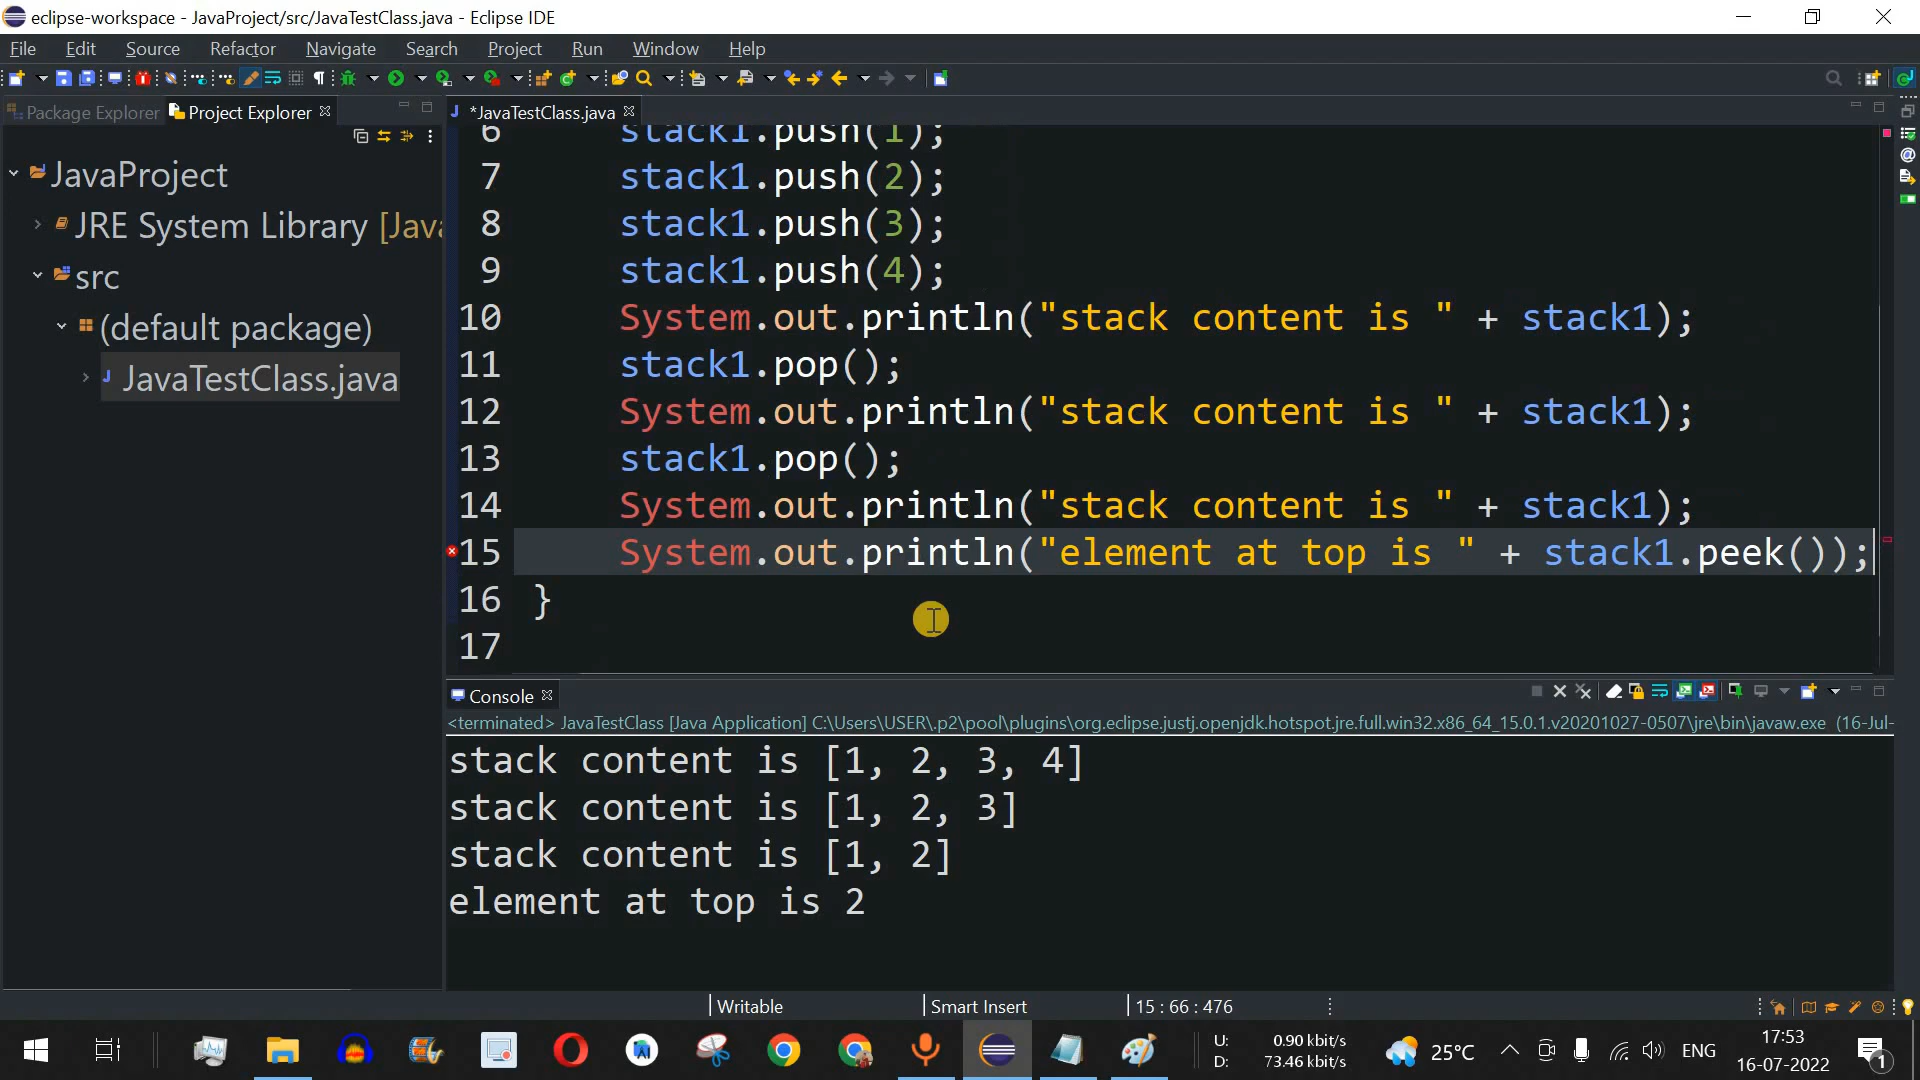 eclipse-workspace - JavaProject/src/JavaTestClass.java - Eclipse IDE
File Edit Source Refactor Navigate Search Project Run Window Help
Package Explorer Project Explorer
*JavaTestClass.java
JavaProject
JRE System Library [Java
src
(default package)
JavaTestClass.java
6 stack1.push(1);
7 stack1.push(2);
8 stack1.push(3);
9 stack1.push(4);
10 System.out.println("stack content is " + stack1);
11 stack1.pop();
12 System.out.println("stack content is " + stack1);
13 stack1.pop();
14 System.out.println("stack content is " + stack1);
15 System.out.println("element at top is " + stack1.peek());
16 }
17
Console
<terminated> JavaTestClass [Java Application] C:\Users\USER\.p2\pool\plugins\org.eclipse.justj.openjdk.hotspot.jre.full.win32.x86_64_15.0.1.v20201027-0507\jre\bin\javaw.exe (16-Jul-
stack content is [1, 2, 3, 4]
stack content is [1, 2, 3]
stack content is [1, 2]
element at top is 2
Writable Smart Insert 15 : 66 : 476
U: 0.90 kbit/s
D: 73.46 kbit/s
25°C
ENG
17:53
16-07-2022
1